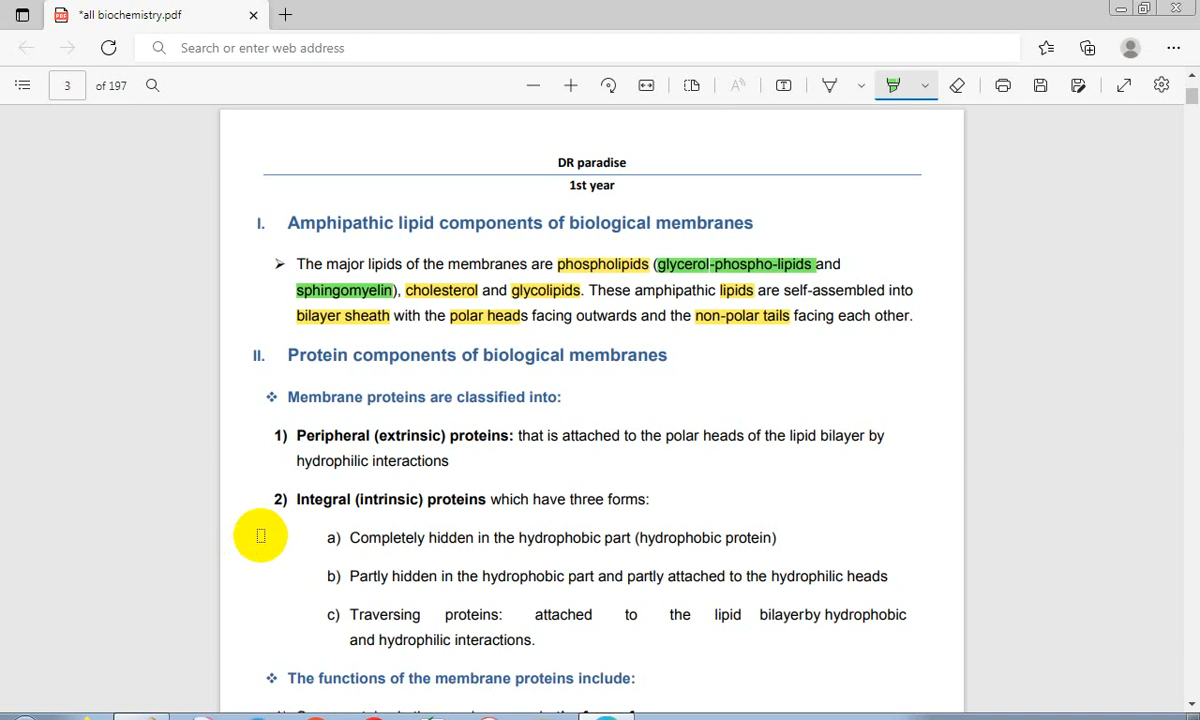 *all biochemistry.pdf
Search or enter web address
3 of 197
DR paradise
1st year
I. Amphipathic lipid components of biological membranes
➢ The major lipids of the membranes are phospholipids (glycerol-phospho-lipids and
sphingomyelin), cholesterol and glycolipids. These amphipathic lipids are self-assembled into
bilayer sheath with the polar heads facing outwards and the non-polar tails facing each other.
II. Protein components of biological membranes
❖ Membrane proteins are classified into:
1) Peripheral (extrinsic) proteins: that is attached to the polar heads of the lipid bilayer by
hydrophilic interactions
2) Integral (intrinsic) proteins which have three forms:
a) Completely hidden in the hydrophobic part (hydrophobic protein)
b) Partly hidden in the hydrophobic part and partly attached to the hydrophilic heads
c) Traversing proteins: attached to the lipid bilayerby hydrophobic
and hydrophilic interactions.
❖ The functions of the membrane proteins include: